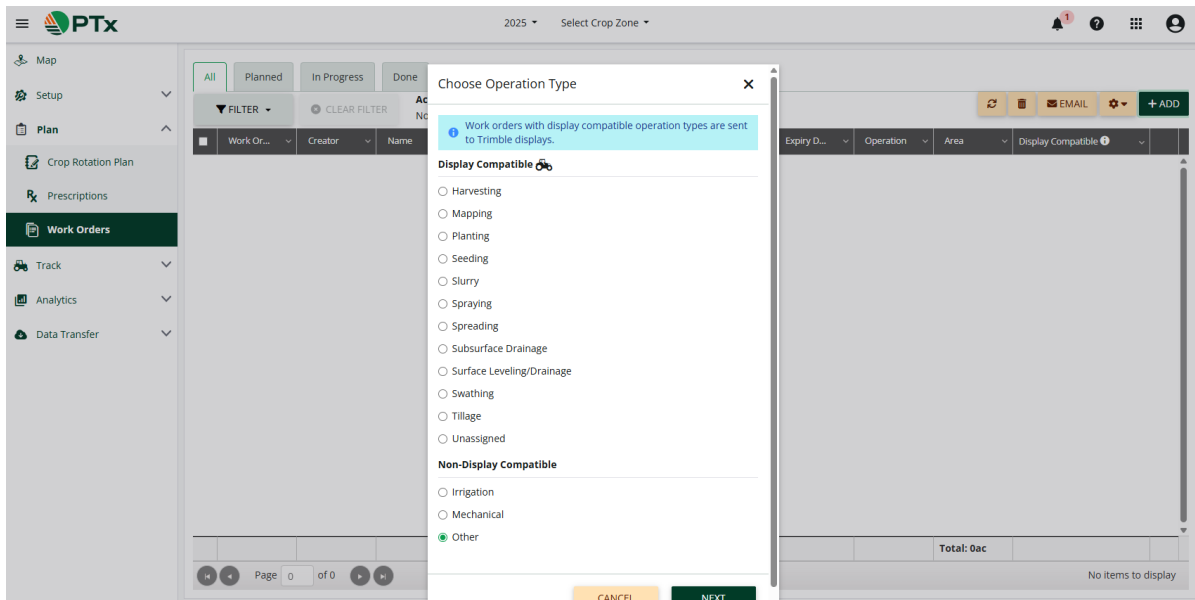 PTx
2025
Select Crop Zone
1
Map
Setup
Plan
Crop Rotation Plan
Prescriptions
Work Orders
Track
Analytics
Data Transfer
All
Planned
In Progress
Done
FILTER
CLEAR FILTER
Ac
No
EMAIL
+ ADD
Work Or...
Creator
Name
Expiry D...
Operation
Area
Display Compatible
Choose Operation Type
Work orders with display compatible operation types are sent
to Trimble displays.
Display Compatible
Harvesting
Mapping
Planting
Seeding
Slurry
Spraying
Spreading
Subsurface Drainage
Surface Leveling/Drainage
Swathing
Tillage
Unassigned
Non-Display Compatible
Irrigation
Mechanical
Other
CANCEL
NEXT
Total: 0ac
Page 0 of 0
No items to display